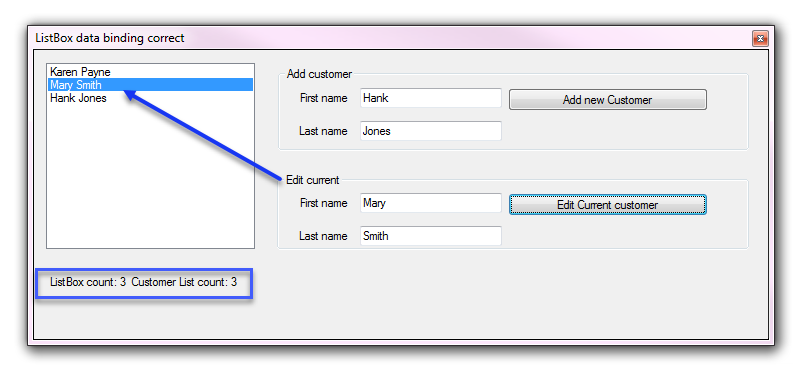 ListBox data binding correct
Karen Payne
Mary Smith
Hank Jones
Add customer
First name Hank Add new Customer
Last name Jones
Edit current
First name Mary Edit Current customer
Last name Smith
ListBox count: 3 Customer List count: 3